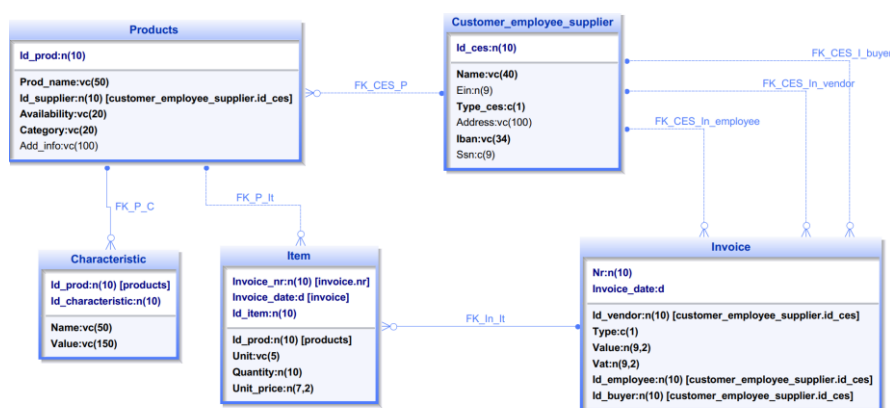 Products
Id_prod:n(10)
Prod_name:vc(50)
Id_supplier:n(10) [customer_employee_supplier.id_ces]
Availability:vc(20)
Category:vc(20)
Add_info:vc(100)
Customer_employee_supplier
Id_ces:n(10)
Name:vc(40)
Ein:n(9)
Type_ces:c(1)
Address:vc(100)
Iban:vc(34)
Ssn:c(9)
FK_CES_P
FK_CES_I_buyer
FK_CES_In_vendor
FK_CES_In_employee
FK_P_C
FK_P_It
Characteristic
Id_prod:n(10) [products]
Id_characteristic:n(10)
Name:vc(50)
Value:vc(150)
Item
Invoice_nr:n(10) [invoice.nr]
Invoice_date:d [invoice]
Id_item:n(10)
Id_prod:n(10) [products]
Unit:vc(5)
Quantity:n(10)
Unit_price:n(7,2)
FK_In_It
Invoice
Nr:n(10)
Invoice_date:d
Id_vendor:n(10) [customer_employee_supplier.id_ces]
Type:c(1)
Value:n(9,2)
Vat:n(9,2)
Id_employee:n(10) [customer_employee_supplier.id_ces]
Id_buyer:n(10) [customer_employee_supplier.id_ces]